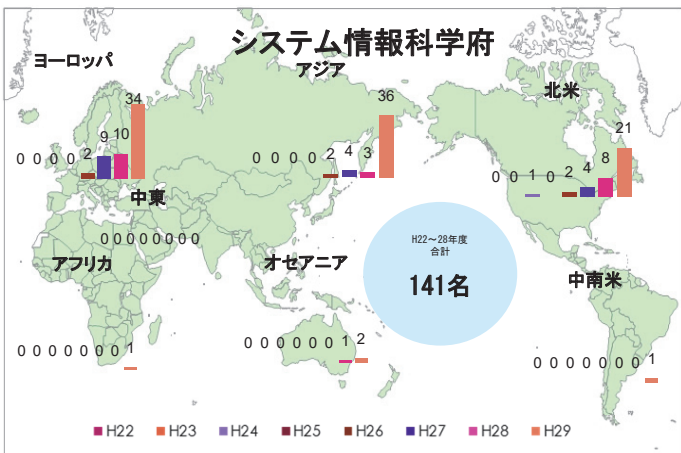 システム情報科学府
ヨーロッパ
0 0 0 0 2 9 10 34
アジア
0 0 0 0 2 4 3 36
北米
0 0 1 0 2 4 8 21
中東
0 0 0 0 0 0 0 0
アフリカ
0 0 0 0 0 0 0 1
オセアニア
0 0 0 0 0 0 1 2
中南米
0 0 0 0 0 0 0 1
H22～28年度
合計
141名
H22 H23 H24 H25 H26 H27 H28 H29